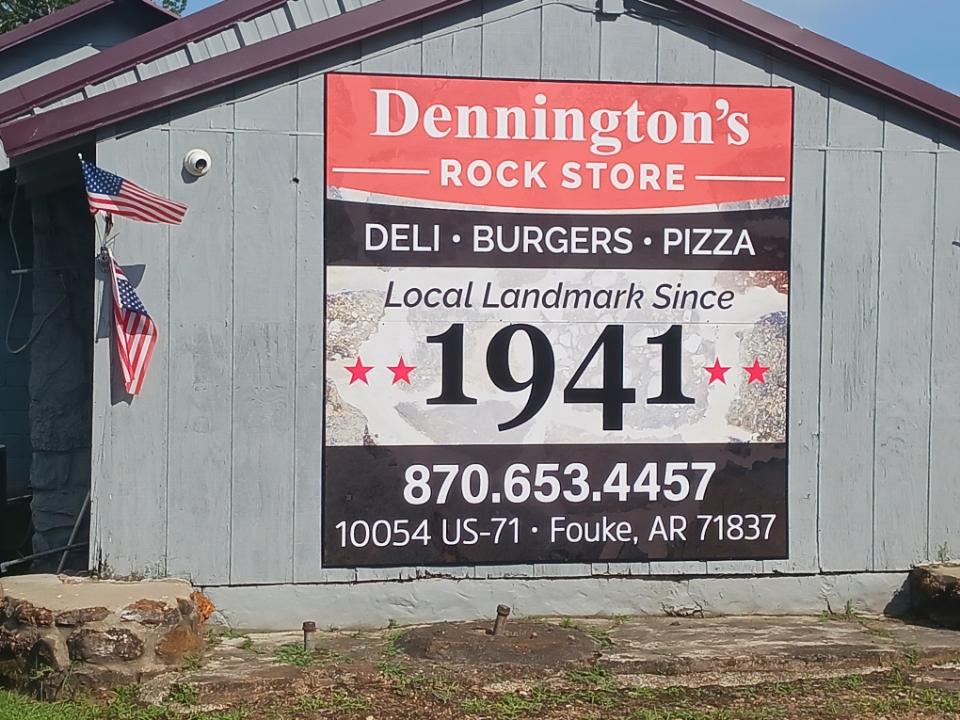 Dennington's
ROCK STORE
DELI • BURGERS • PIZZA
Local Landmark Since
1941
870.653.4457
10054 US-71 • Fouke, AR 71837